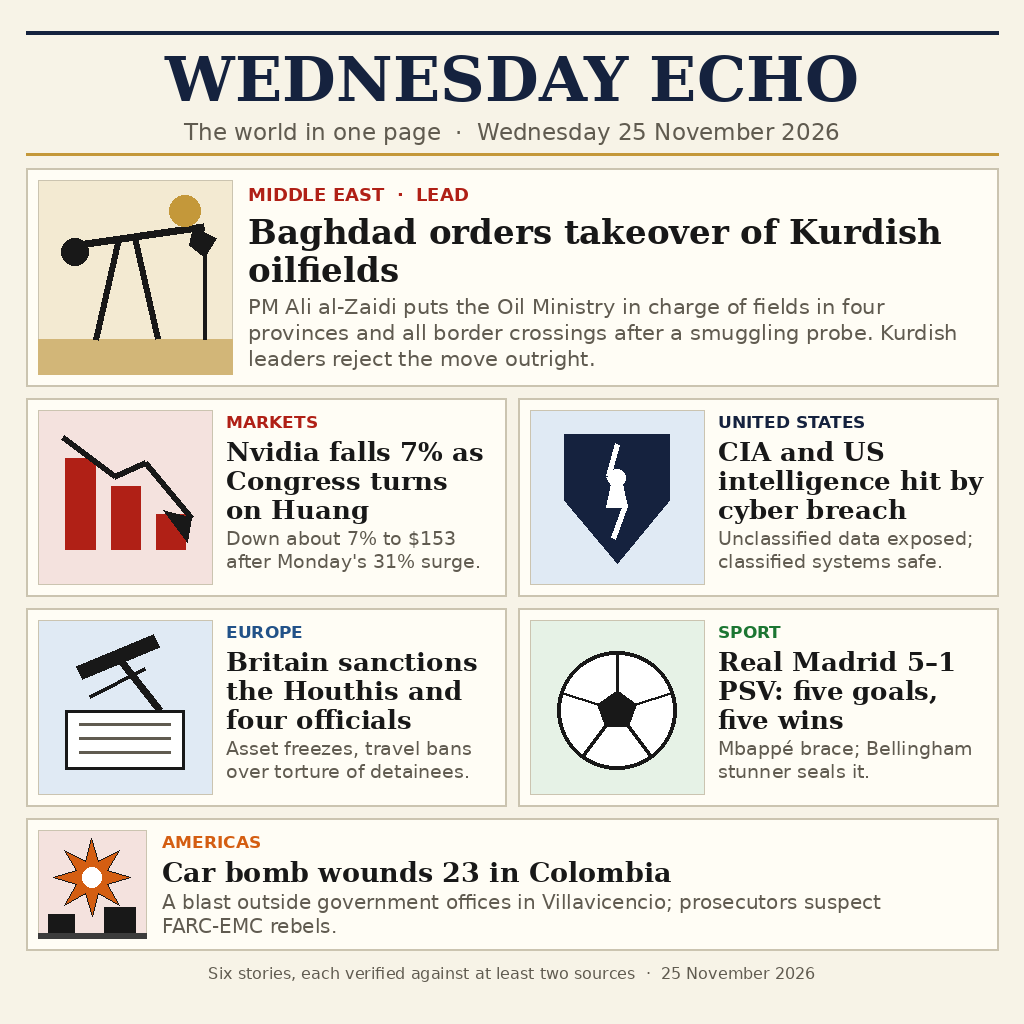 WEDNESDAY ECHO
The world in one page · Wednesday 25 November 2026
MIDDLE EAST · LEAD
Baghdad orders takeover of Kurdish
oilfields
PM Ali al-Zaidi puts the Oil Ministry in charge of fields in four
provinces and all border crossings after a smuggling probe. Kurdish
leaders reject the move outright.
MARKETS
Nvidia falls 7% as
Congress turns
on Huang
Down about 7% to $153
after Monday's 31% surge.
UNITED STATES
CIA and US
intelligence hit by
cyber breach
Unclassified data exposed;
classified systems safe.
EUROPE
Britain sanctions
the Houthis and
four officials
Asset freezes, travel bans
over torture of detainees.
SPORT
Real Madrid 5–1
PSV: five goals,
five wins
Mbappé brace; Bellingham
stunner seals it.
AMERICAS
Car bomb wounds 23 in Colombia
A blast outside government offices in Villavicencio; prosecutors suspect
FARC-EMC rebels.
Six stories, each verified against at least two sources · 25 November 2026